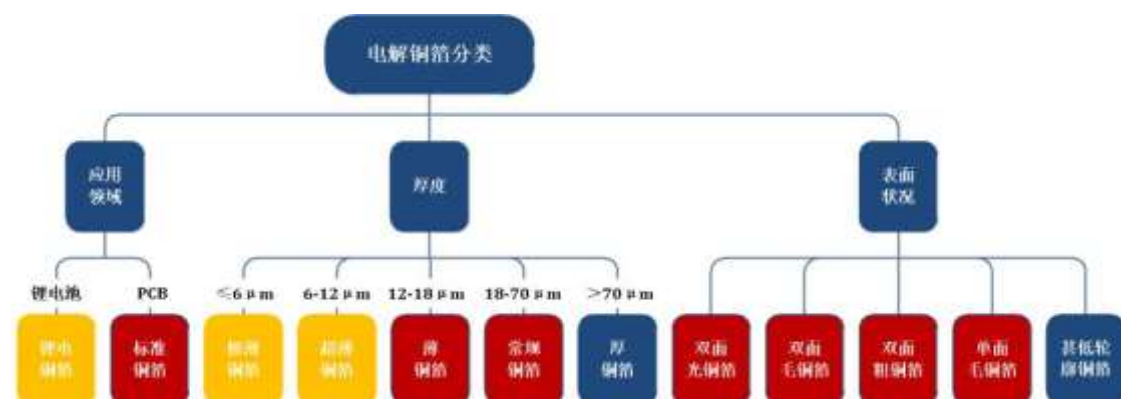 电解铜箔分类
应用
领域
厚度
表面
状况
锂电池
PCB
≤6μm
6-12μm
12-18μm
18-70μm
>70μm
锂电
铜箔
标准
铜箔
极薄
铜箔
超薄
铜箔
薄
铜箔
常规
铜箔
厚
铜箔
双面
光铜箔
双面
毛铜箔
双面
粗铜箔
单面
毛铜箔
甚低轮
廓铜箔